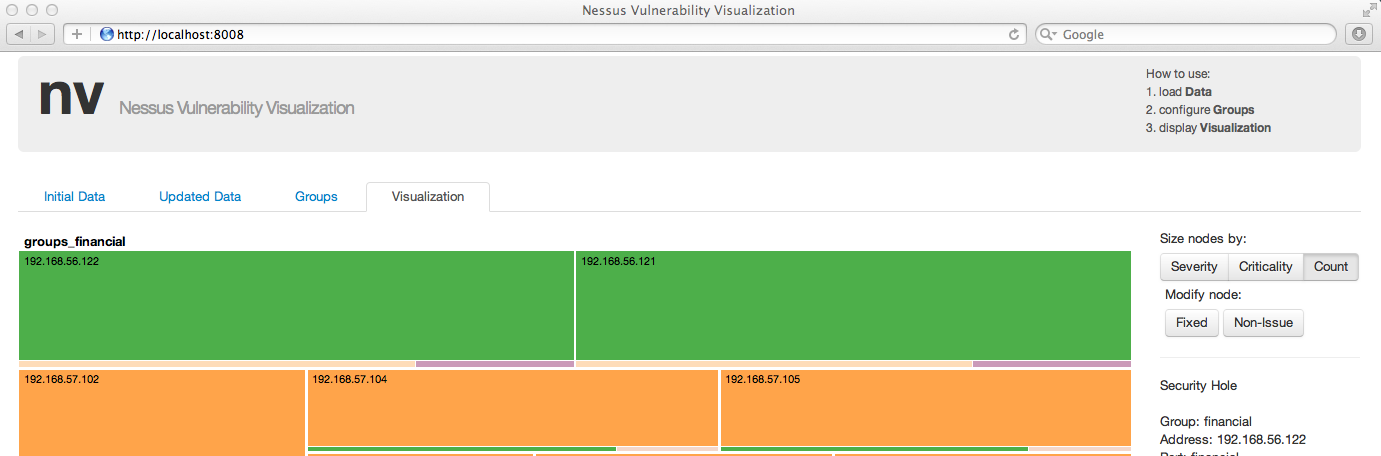 Nessus Vulnerability Visualization
http://localhost:8008
Google
nv Nessus Vulnerability Visualization
How to use:
1. load Data
2. configure Groups
3. display Visualization
Initial Data Updated Data Groups Visualization
groups_financial
192.168.56.122 192.168.56.121
192.168.57.102 192.168.57.104 192.168.57.105
Size nodes by:
Severity Criticality Count
Modify node:
Fixed Non-Issue
Security Hole
Group: financial
Address: 192.168.56.122
Port: financial